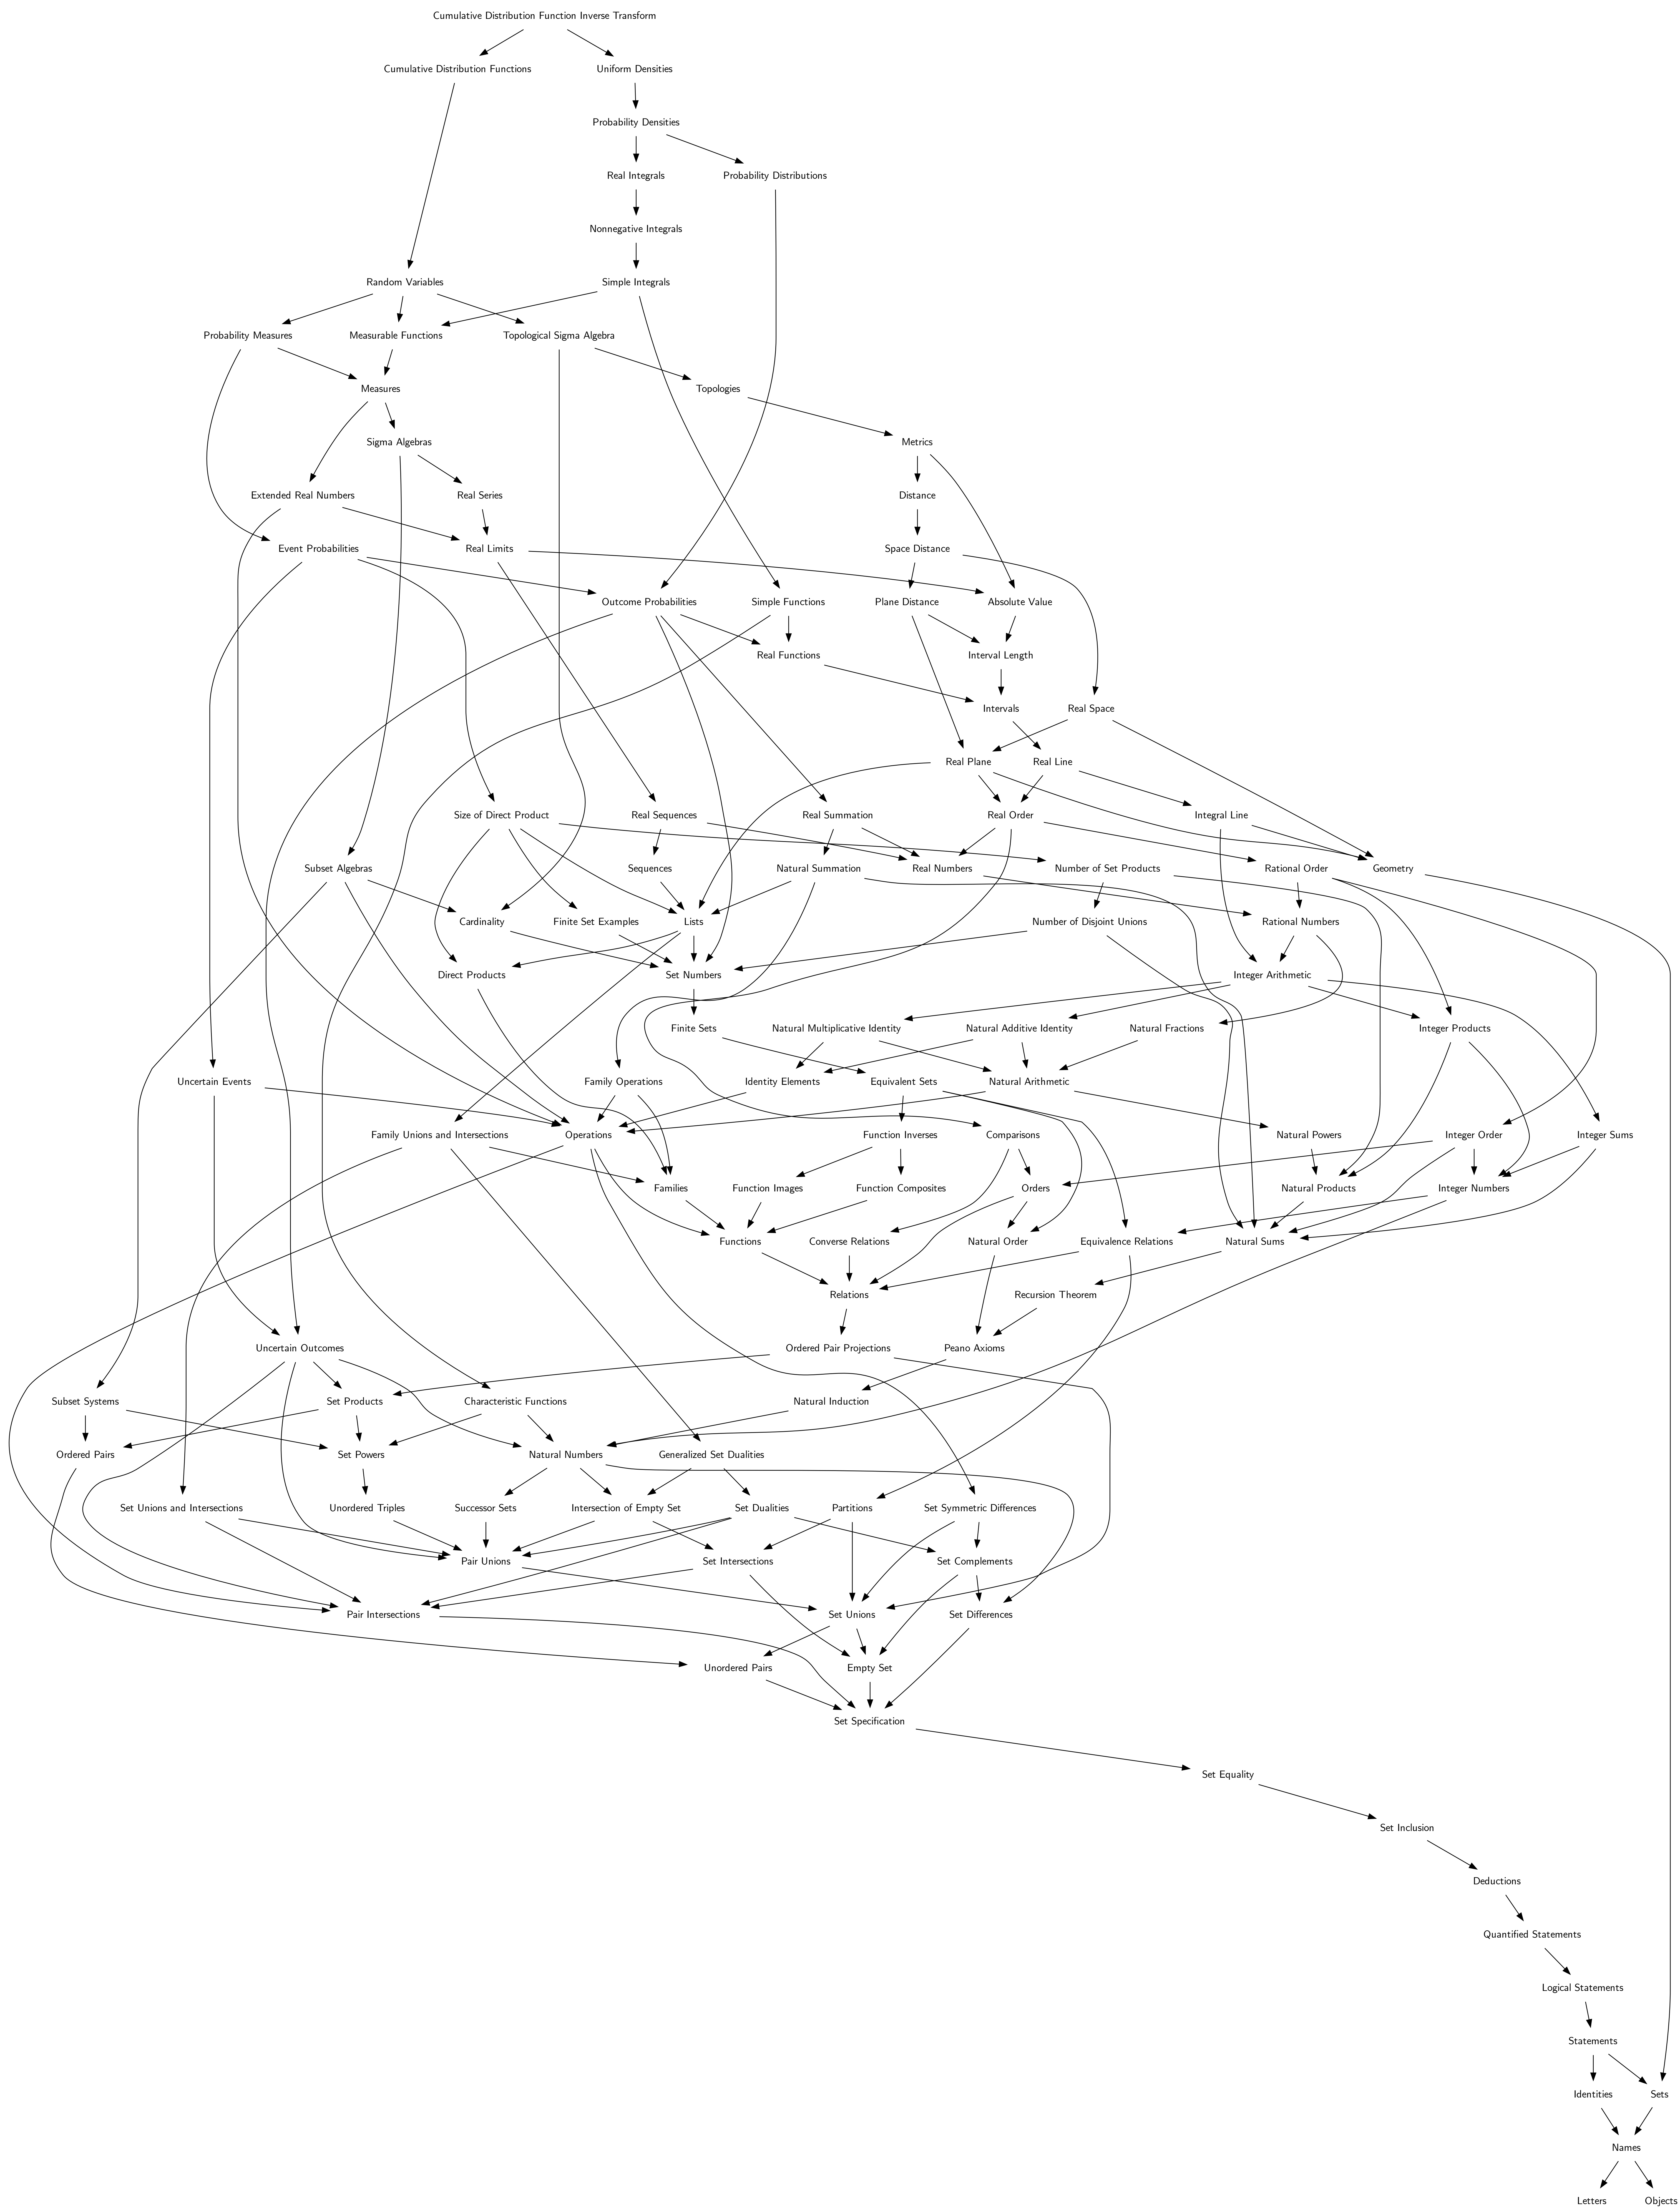 Cumulative Distribution Function Inverse Transform
Cumulative Distribution Functions
Uniform Densities
Probability Densities
Real Integrals
Probability Distributions
Nonnegative Integrals
Random Variables
Simple Integrals
Probability Measures
Measurable Functions
Topological Sigma Algebra
Measures
Topologies
Sigma Algebras
Metrics
Extended Real Numbers
Real Series
Distance
Event Probabilities
Real Limits
Space Distance
Outcome Probabilities
Simple Functions
Plane Distance
Absolute Value
Real Functions
Interval Length
Intervals
Real Space
Real Plane
Real Line
Size of Direct Product
Real Sequences
Real Summation
Real Order
Integral Line
Subset Algebras
Sequences
Natural Summation
Real Numbers
Number of Set Products
Rational Order
Geometry
Cardinality
Finite Set Examples
Lists
Number of Disjoint Unions
Rational Numbers
Direct Products
Set Numbers
Integer Arithmetic
Finite Sets
Natural Multiplicative Identity
Natural Additive Identity
Natural Fractions
Integer Products
Uncertain Events
Family Operations
Identity Elements
Equivalent Sets
Natural Arithmetic
Family Unions and Intersections
Operations
Function Inverses
Comparisons
Natural Powers
Integer Order
Integer Sums
Families
Function Images
Function Composites
Orders
Natural Products
Integer Numbers
Functions
Converse Relations
Natural Order
Equivalence Relations
Natural Sums
Relations
Recursion Theorem
Uncertain Outcomes
Ordered Pair Projections
Peano Axioms
Subset Systems
Set Products
Characteristic Functions
Natural Induction
Ordered Pairs
Set Powers
Natural Numbers
Generalized Set Dualities
Set Unions and Intersections
Unordered Triples
Successor Sets
Intersection of Empty Set
Set Dualities
Partitions
Set Symmetric Differences
Pair Unions
Set Intersections
Set Complements
Pair Intersections
Set Unions
Set Differences
Unordered Pairs
Empty Set
Set Specification
Set Equality
Set Inclusion
Deductions
Quantified Statements
Logical Statements
Statements
Identities
Sets
Names
Letters
Objects